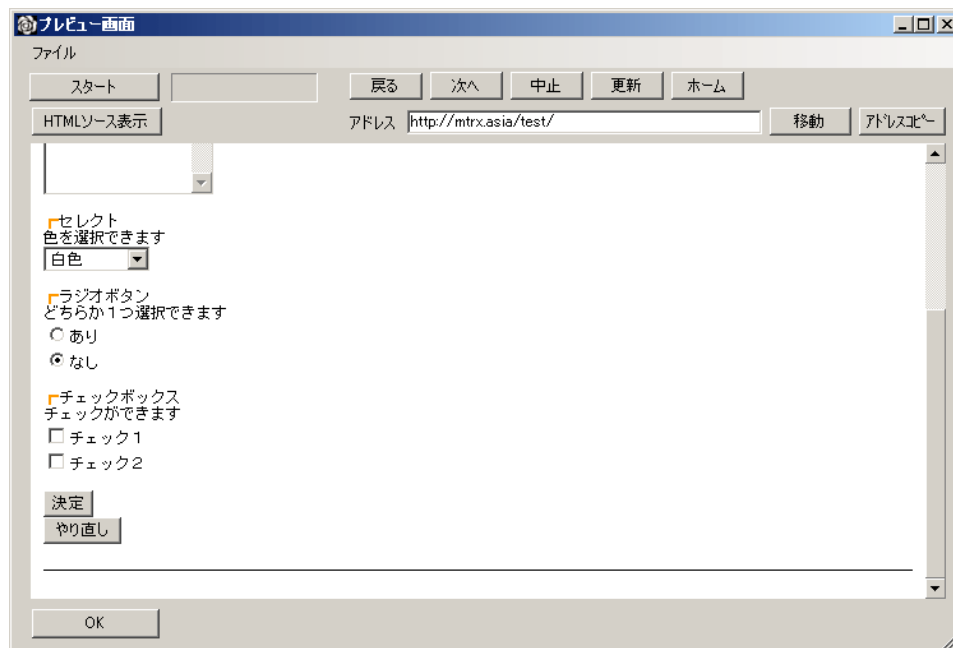 プレビュー画面
ファイル
スタート 戻る 次へ 中止 更新 ホーム
HTMLソース表示 アドレス http://mtrx.asia/test/ 移動 アドレスコピー
┏セレクト
色を選択できます
白色
┏ラジオボタン
どちらか1つ選択できます
あり
なし
┏チェックボックス
チェックができます
チェック1
チェック2
決定
やり直し
OK